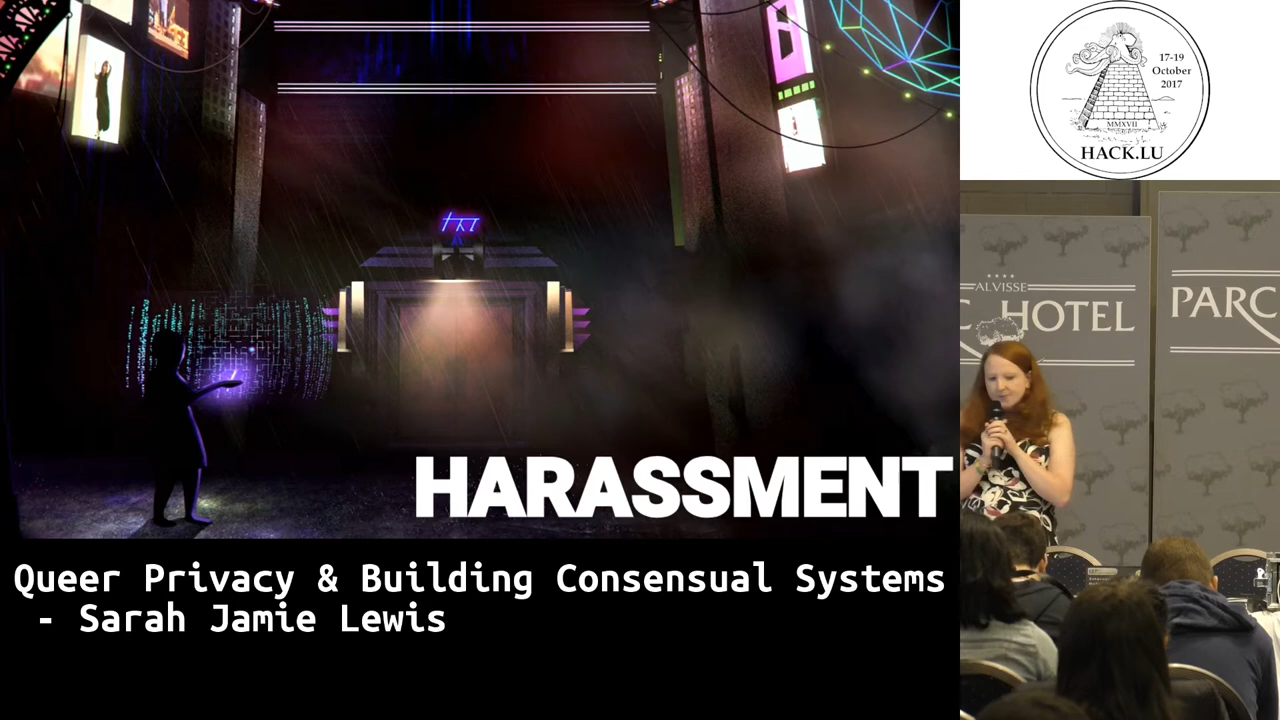 17-19
October
2017
MMXVII
HACK.LU
ALVISSE
C HOTEL
PARC
HARASSMENT
Queer Privacy & Building Consensual Systems
- Sarah Jamie Lewis